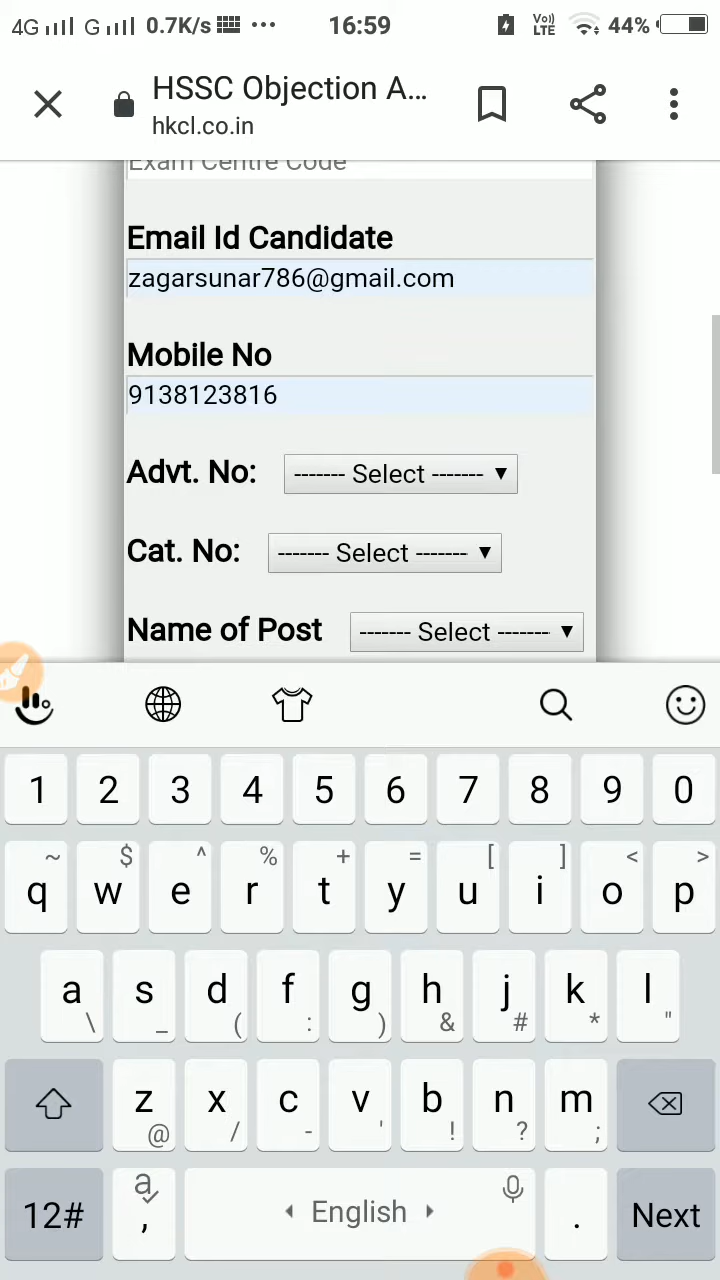 4G G 0.7K/s 16:59 Vo) LTE 44%
HSSC Objection A...
hkcl.co.in
Exam Centre Code
Email Id Candidate
zagarsunar786@gmail.com
Mobile No
9138123816
Advt. No: ------- Select -------
Cat. No: ------- Select -------
Name of Post ------- Select -------
1 2 3 4 5 6 7 8 9 0
~ $ ^ % + = [ ] < >
q w e r t y u i o p
a s d f g h j k l
\ _ ( : ) & # * "
z x c v b n m
@ / - ' ! ? ;
12# a , English . Next